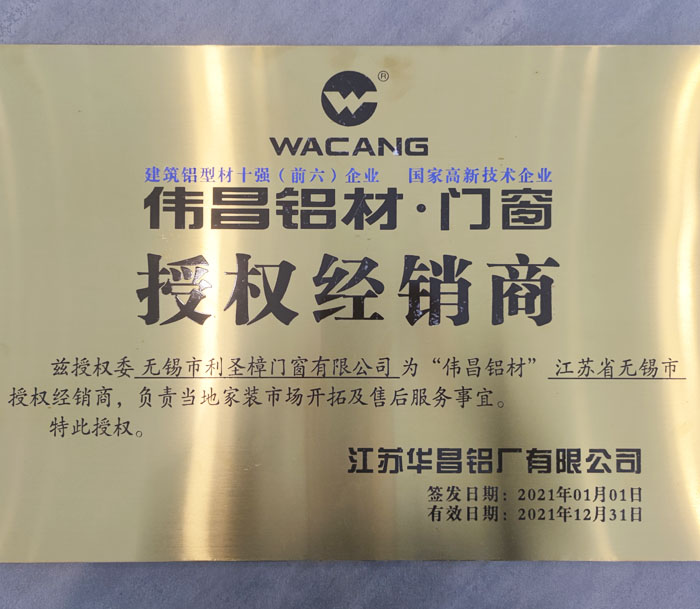 ®
WACANG
建筑铝型材十强（前六）企业 国家高新技术企业
伟昌铝材·门窗
授权经销商
兹授权委 无锡市利圣樟门窗有限公司 为“伟昌铝材” 江苏省无锡市
授权经销商，负责当地家装市场开拓及售后服务事宜。
特此授权。
江苏华昌铝厂有限公司
签发日期：2021年01月01日
有效日期：2021年12月31日